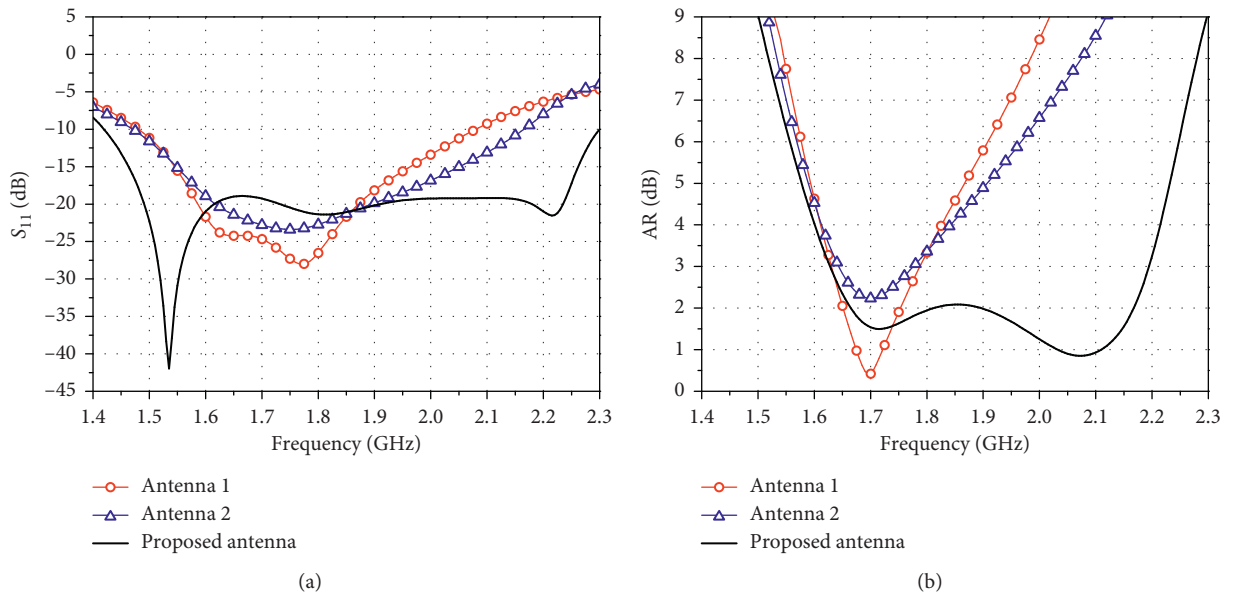 5
0
−5
−10
−15
−20
−25
−30
−35
−40
−45
S11 (dB)
1.4 1.5 1.6 1.7 1.8 1.9 2.0 2.1 2.2 2.3
Frequency (GHz)
Antenna 1
Antenna 2
Proposed antenna
(a)
9
8
7
6
5
4
3
2
1
0
AR (dB)
1.4 1.5 1.6 1.7 1.8 1.9 2.0 2.1 2.2 2.3
Frequency (GHz)
Antenna 1
Antenna 2
Proposed antenna
(b)